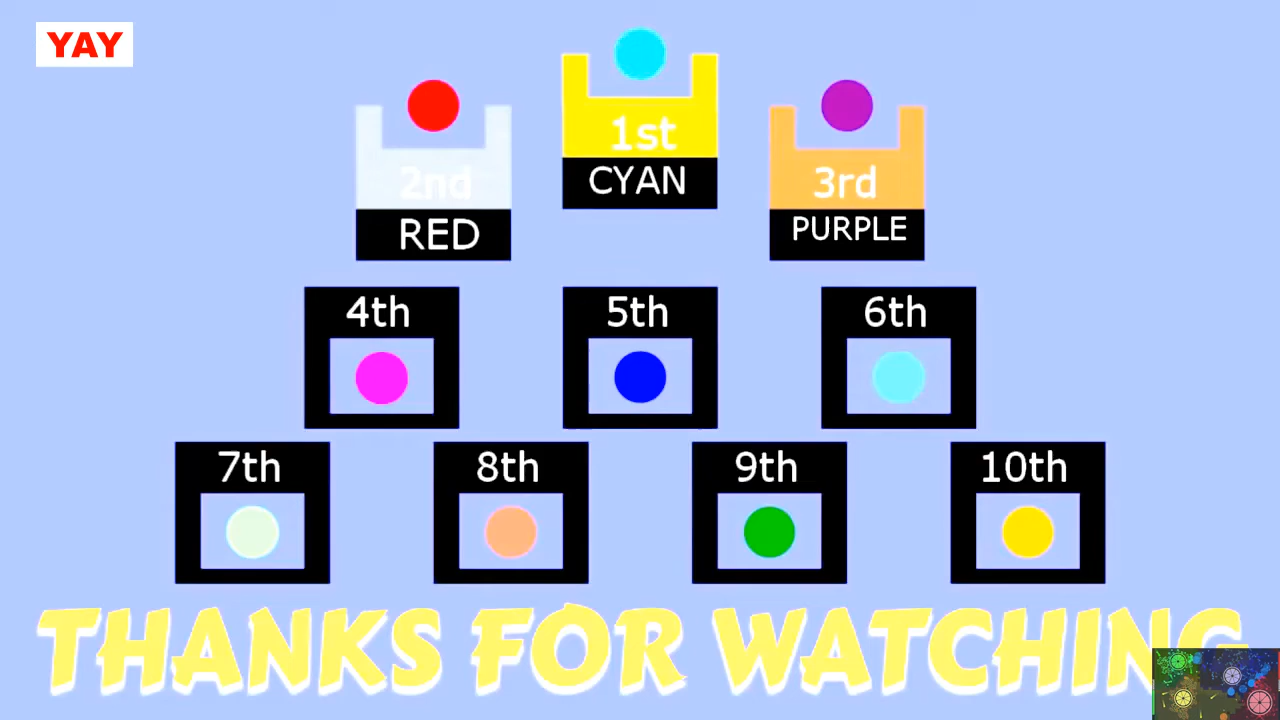 YAY
1st
CYAN
2nd
RED
3rd
PURPLE
4th
5th
6th
7th
8th
9th
10th
THANKS FOR WATCHING